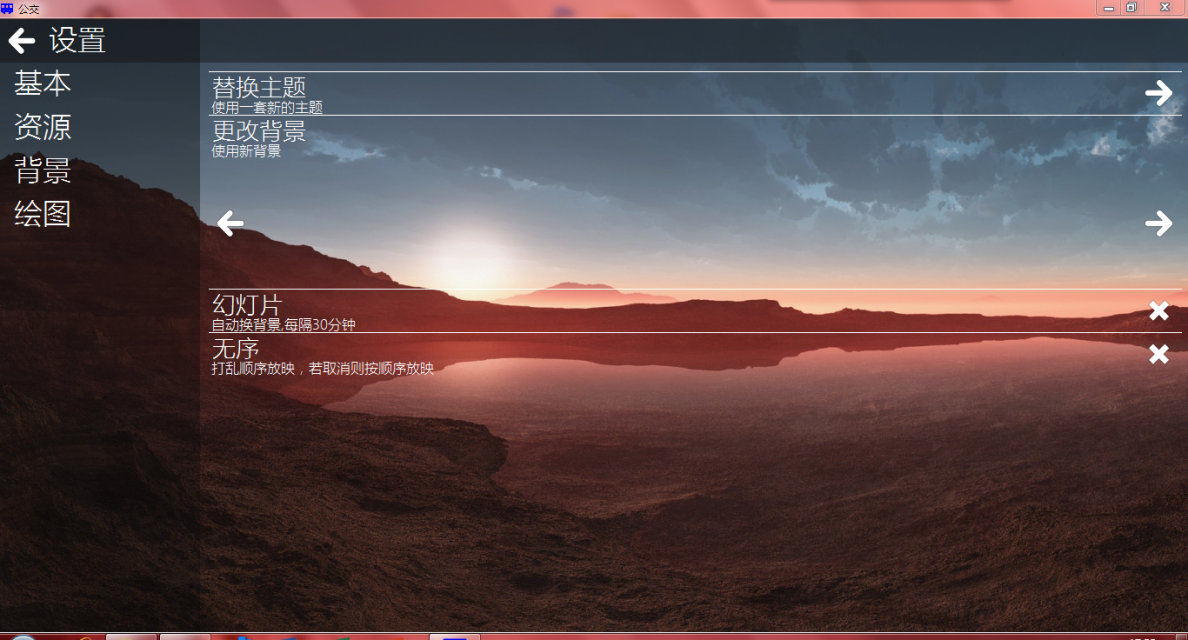 公交
设置
基本
资源
背景
绘图
替换主题
使用一套新的主题
更改背景
使用新背景
幻灯片
自动换背景,每隔30分钟
无序
打乱顺序放映，若取消则按顺序放映